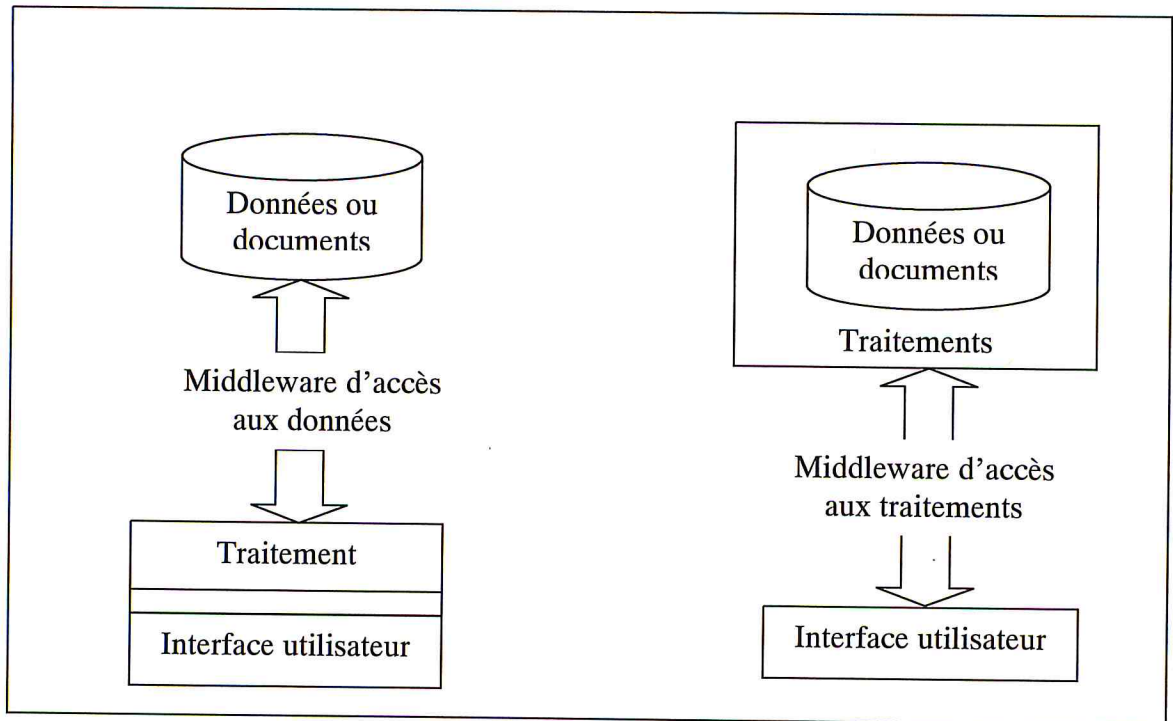 Données ou
documents
Middleware d'accès
aux données
Traitement
Interface utilisateur
Données ou
documents
Traitements
Middleware d'accès
aux traitements
Interface utilisateur